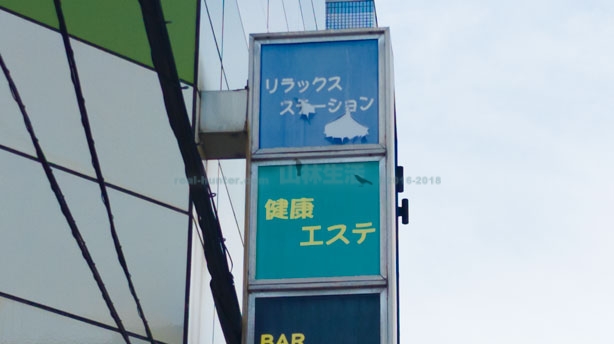 リラックス
ステーション
健康
エステ
BAR